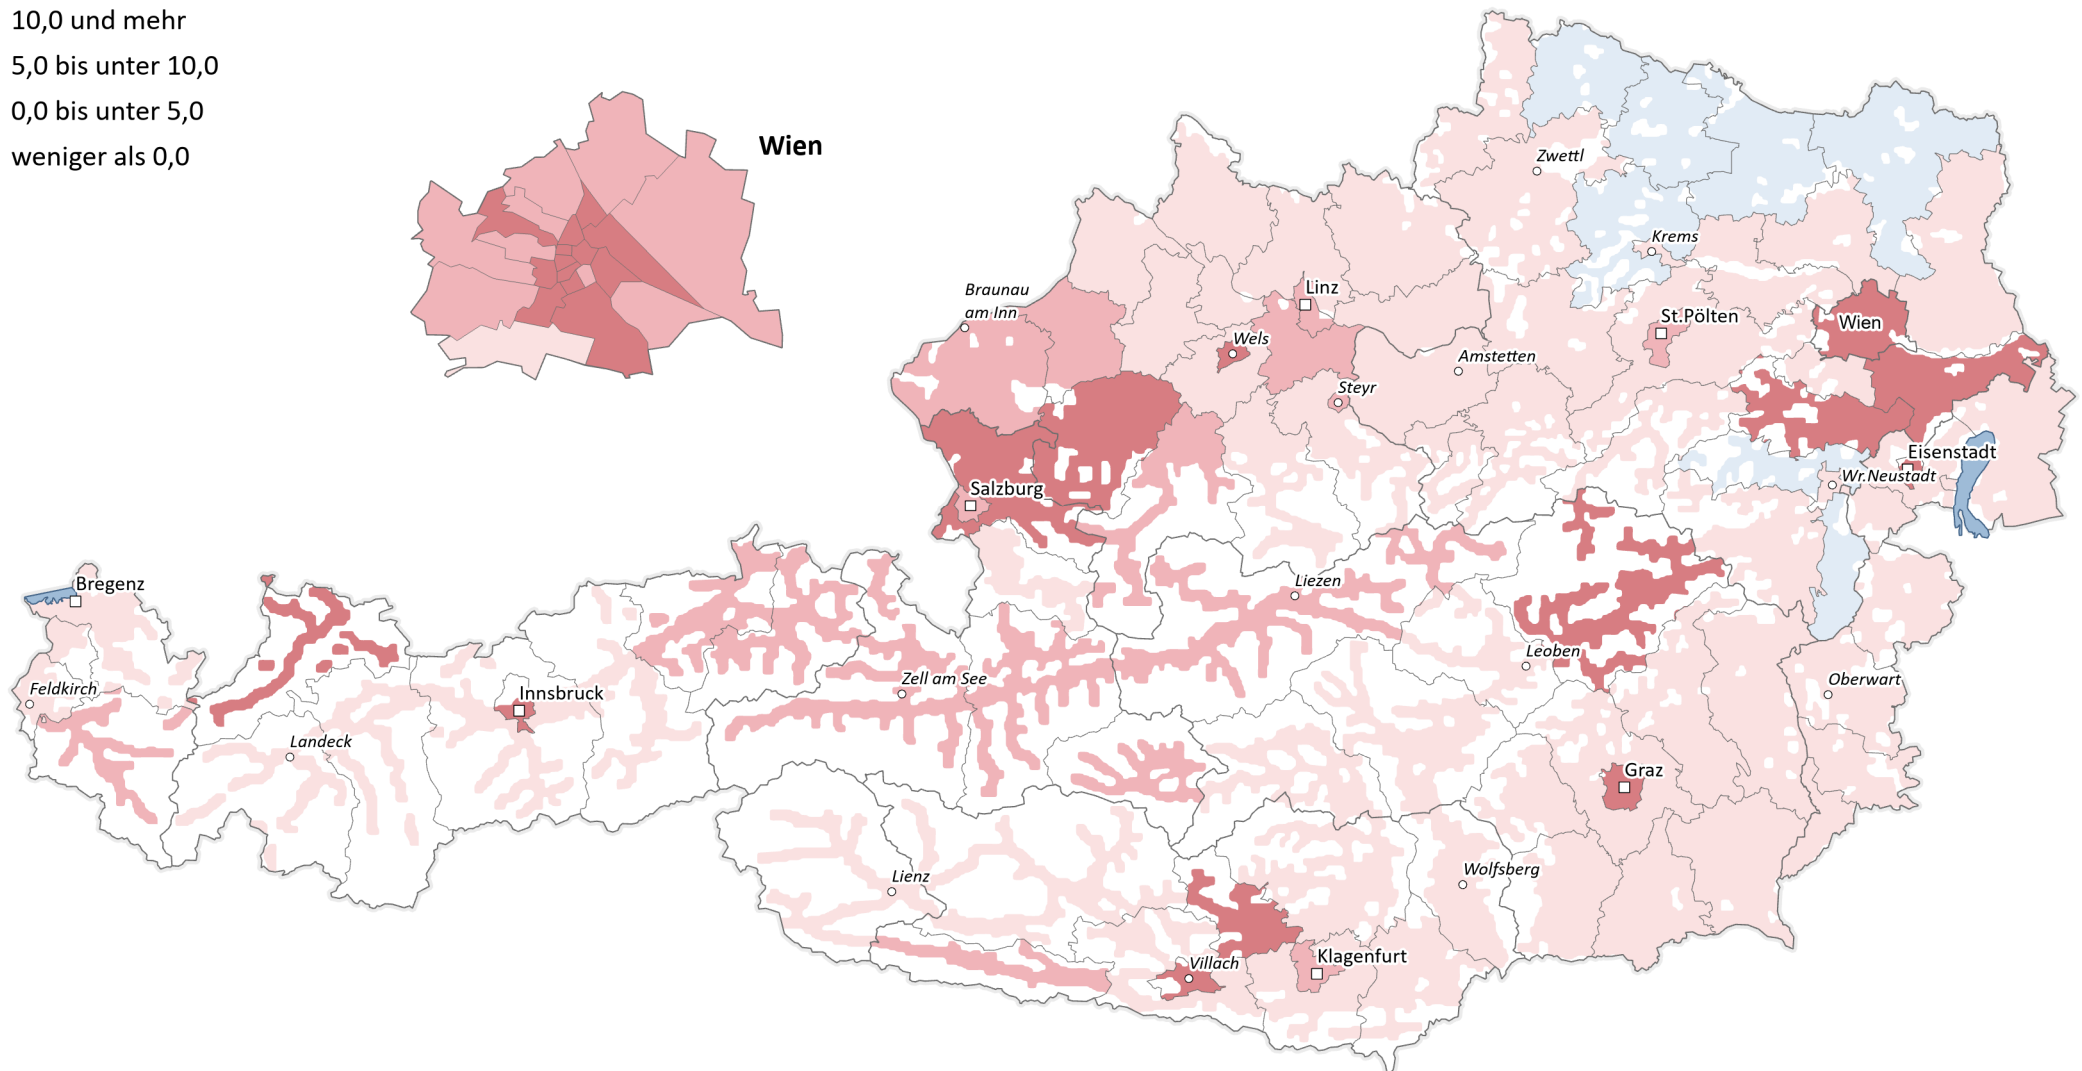 10,0 und mehr
5,0 bis unter 10,0
0,0 bis unter 5,0
weniger als 0,0
Wien
Zwettl
Krems
Braunau
am Inn
Linz
St.Pölten
Wien
Wels
Amstetten
Steyr
Eisenstadt
Wr.Neustadt
Salzburg
Bregenz
Liezen
Leoben
Feldkirch
Innsbruck
Zell am See
Oberwart
Landeck
Graz
Lienz
Wolfsberg
Villach
Klagenfurt